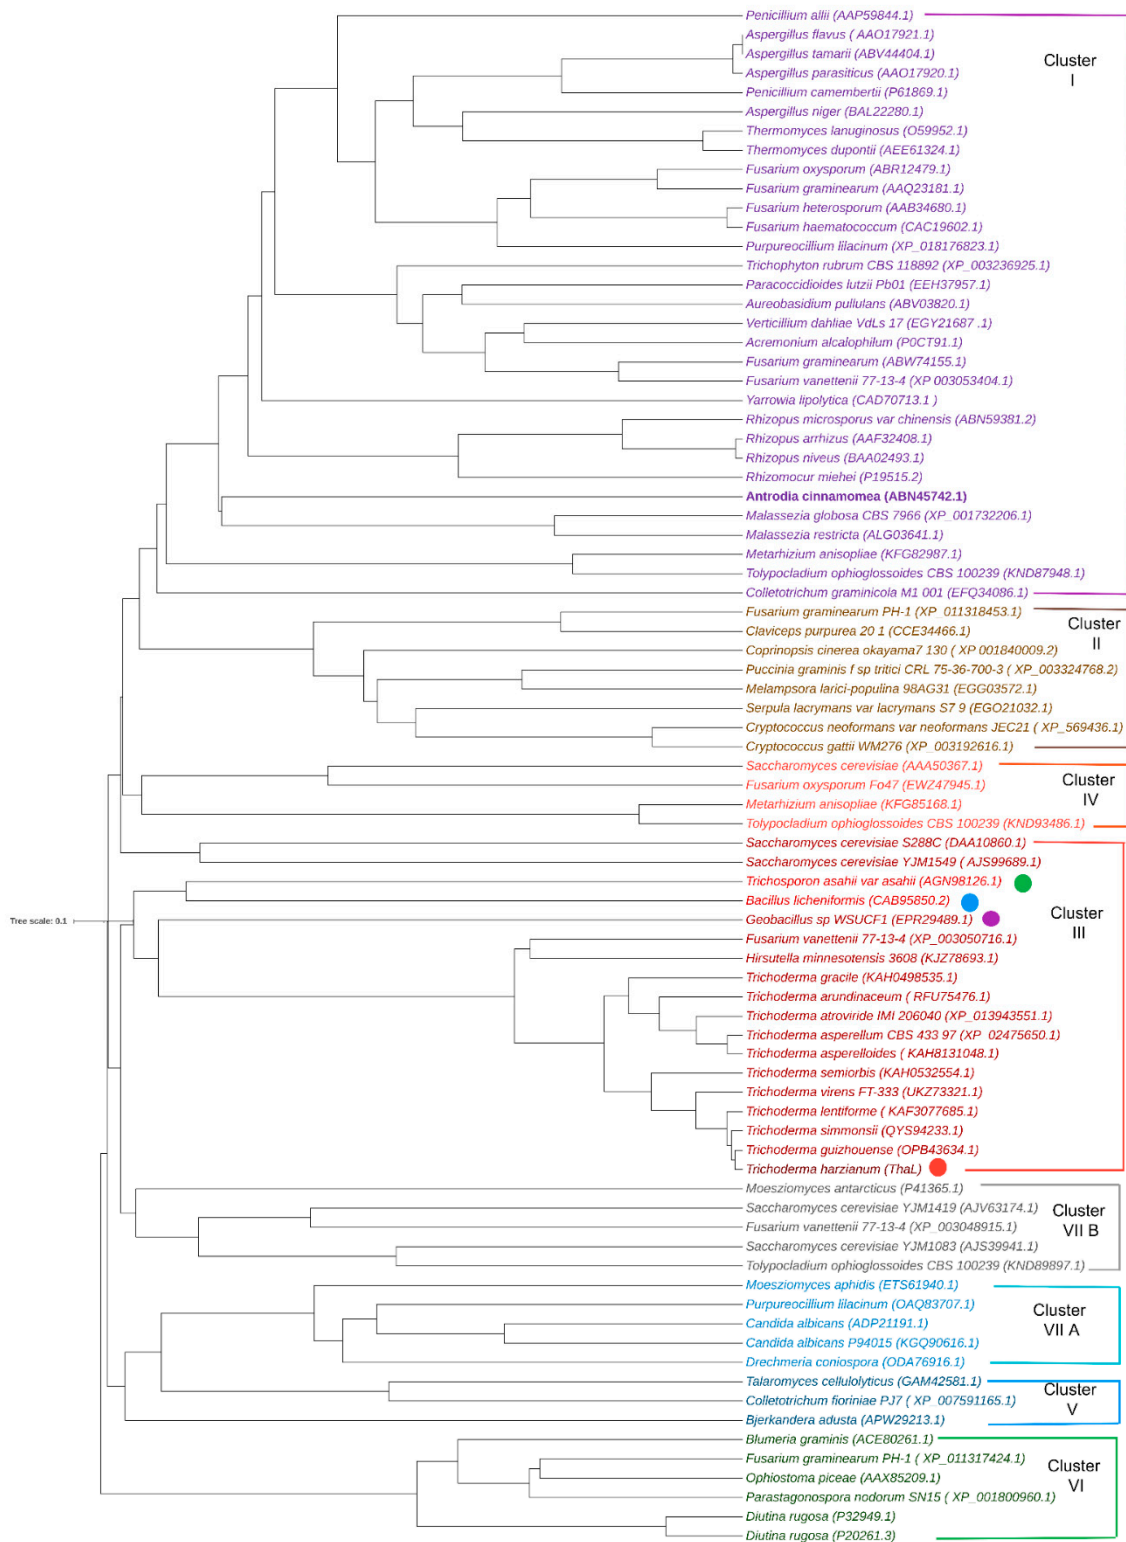 Penicillium allii (AAP59844.1)
Aspergillus flavus ( AAO17921.1)
Aspergillus tamarii (ABV44404.1)
Cluster
I
Aspergillus parasiticus (AAO17920.1)
Penicillium camembertii (P61869.1)
Aspergillus niger (BAL22280.1)
Thermomyces lanuginosus (O59952.1)
Thermomyces dupontii (AEE61324.1)
Fusarium oxysporum (ABR12479.1)
Fusarium graminearum (AAQ23181.1)
Fusarium heterosporum (AAB34680.1)
Fusarium haematococcum (CAC19602.1)
Purpureocillium lilacinum (XP_018176823.1)
Trichophyton rubrum CBS 118892 (XP_003236925.1)
Paracoccidioides lutzii Pb01 (EEH37957.1)
Aureobasidium pullulans (ABV03820.1)
Verticillium dahliae VdLs 17 (EGY21687 .1)
Acremonium alcalophilum (P0CT91.1)
Fusarium graminearum (ABW74155.1)
Fusarium vanettenii 77-13-4 (XP 003053404.1)
Yarrowia lipolytica (CAD70713.1 )
Rhizopus microsporus var chinensis (ABN59381.2)
Rhizopus arrhizus (AAF32408.1)
Rhizopus niveus (BAA02493.1)
Rhizomocur miehei (P19515.2)
Antrodia cinnamomea (ABN45742.1)
Malassezia globosa CBS 7966 (XP_001732206.1)
Malassezia restricta (ALG03641.1)
Metarhizium anisopliae (KFG82987.1)
Tolypocladium ophioglossoides CBS 100239 (KND87948.1)
Colletotrichum graminicola M1 001 (EFQ34086.1)
Fusarium graminearum PH-1 (XP_011318453.1)
Cluster
II
Claviceps purpurea 20 1 (CCE34466.1)
Coprinopsis cinerea okayama7 130 ( XP 001840009.2)
Puccinia graminis f sp tritici CRL 75-36-700-3 ( XP_003324768.2)
Melampsora larici-populina 98AG31 (EGG03572.1)
Serpula lacrymans var lacrymans S7 9 (EGO21032.1)
Cryptococcus neoformans var neoformans JEC21 ( XP_569436.1)
Cryptococcus gattii WM276 (XP_003192616.1)
Saccharomyces cerevisiae (AAA50367.1)
Cluster
IV
Fusarium oxysporum Fo47 (EWZ47945.1)
Metarhizium anisopliae (KFG85168.1)
Tolypocladium ophioglossoides CBS 100239 (KND93486.1)
Saccharomyces cerevisiae S288C (DAA10860.1)
Saccharomyces cerevisiae YJM1549 ( AJS99689.1)
Trichosporon asahii var asahii (AGN98126.1)
Bacillus licheniformis (CAB95850.2)
Tree scale: 0.1
Geobacillus sp WSUCF1 (EPR29489.1)
Cluster
III
Fusarium vanettenii 77-13-4 (XP_003050716.1)
Hirsutella minnesotensis 3608 (KJZ78693.1)
Trichoderma gracile (KAH0498535.1)
Trichoderma arundinaceum ( RFU75476.1)
Trichoderma atroviride IMI 206040 (XP_013943551.1)
Trichoderma asperellum CBS 433 97 (XP_02475650.1)
Trichoderma asperelloides ( KAH8131048.1)
Trichoderma semiorbis (KAH0532554.1)
Trichoderma virens FT-333 (UKZ73321.1)
Trichoderma lentiforme ( KAF3077685.1)
Trichoderma simmonsii (QYS94233.1)
Trichoderma guizhouense (OPB43634.1)
Trichoderma harzianum (ThaL)
Moesziomyces antarcticus (P41365.1)
Saccharomyces cerevisiae YJM1419 (AJV63174.1)
Cluster
VII B
Fusarium vanettenii 77-13-4 (XP_003048915.1)
Saccharomyces cerevisiae YJM1083 (AJS39941.1)
Tolypocladium ophioglossoides CBS 100239 (KND89897.1)
Moesziomyces aphidis (ETS61940.1)
Purpureocillium lilacinum (OAQ83707.1)
Cluster
VII A
Candida albicans (ADP21191.1)
Candida albicans P94015 (KGQ90616.1)
Drechmeria coniospora (ODA76916.1)
Talaromyces cellulolyticus (GAM42581.1)
Cluster
V
Colletotrichum fioriniae PJ7 ( XP_007591165.1)
Bjerkandera adusta (APW29213.1)
Blumeria graminis (ACE80261.1)
Fusarium graminearum PH-1 ( XP_011317424.1)
Cluster
VI
Ophiostoma piceae (AAX85209.1)
Parastagonospora nodorum SN15 ( XP_001800960.1)
Diutina rugosa (P32949.1)
Diutina rugosa (P20261.3)